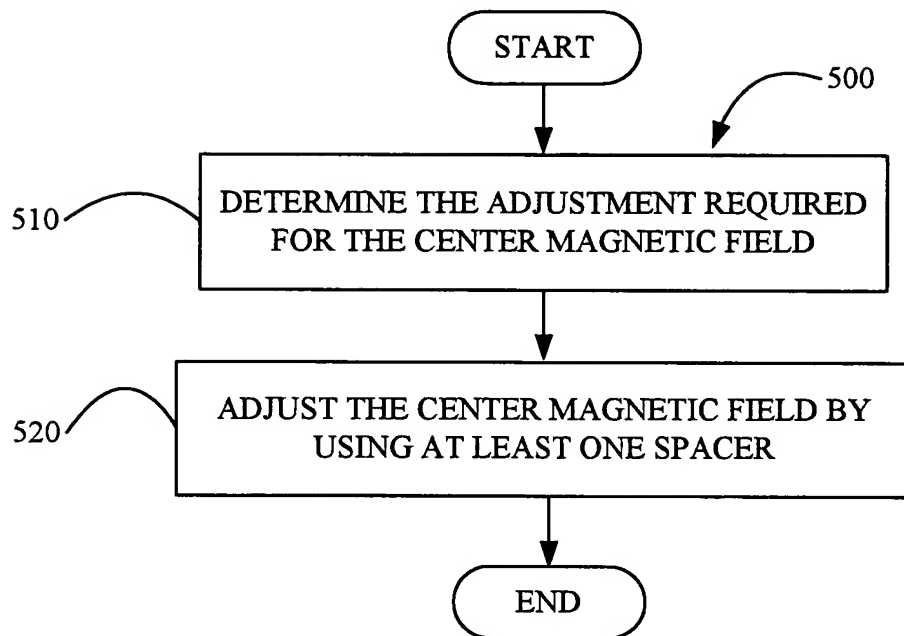 START
500
510
DETERMINE THE ADJUSTMENT REQUIRED
FOR THE CENTER MAGNETIC FIELD
520
ADJUST THE CENTER MAGNETIC FIELD BY
USING AT LEAST ONE SPACER
END